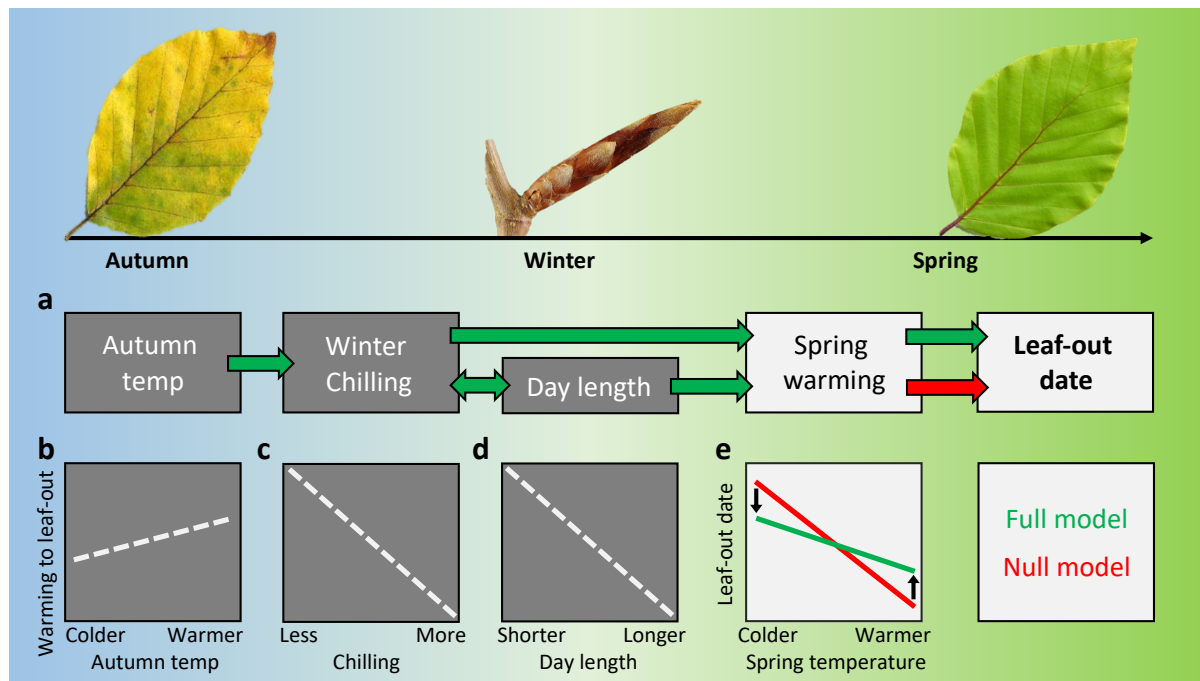 Autumn
Winter
Spring
a
Autumn
temp
Winter
Chilling
Day length
Spring
warming
Leaf-out
date
b
c
d
e
Warming to leaf-out
Colder
Warmer
Autumn temp
Less
More
Chilling
Shorter
Longer
Day length
Leaf-out date
Colder
Warmer
Spring temperature
Full model
Null model